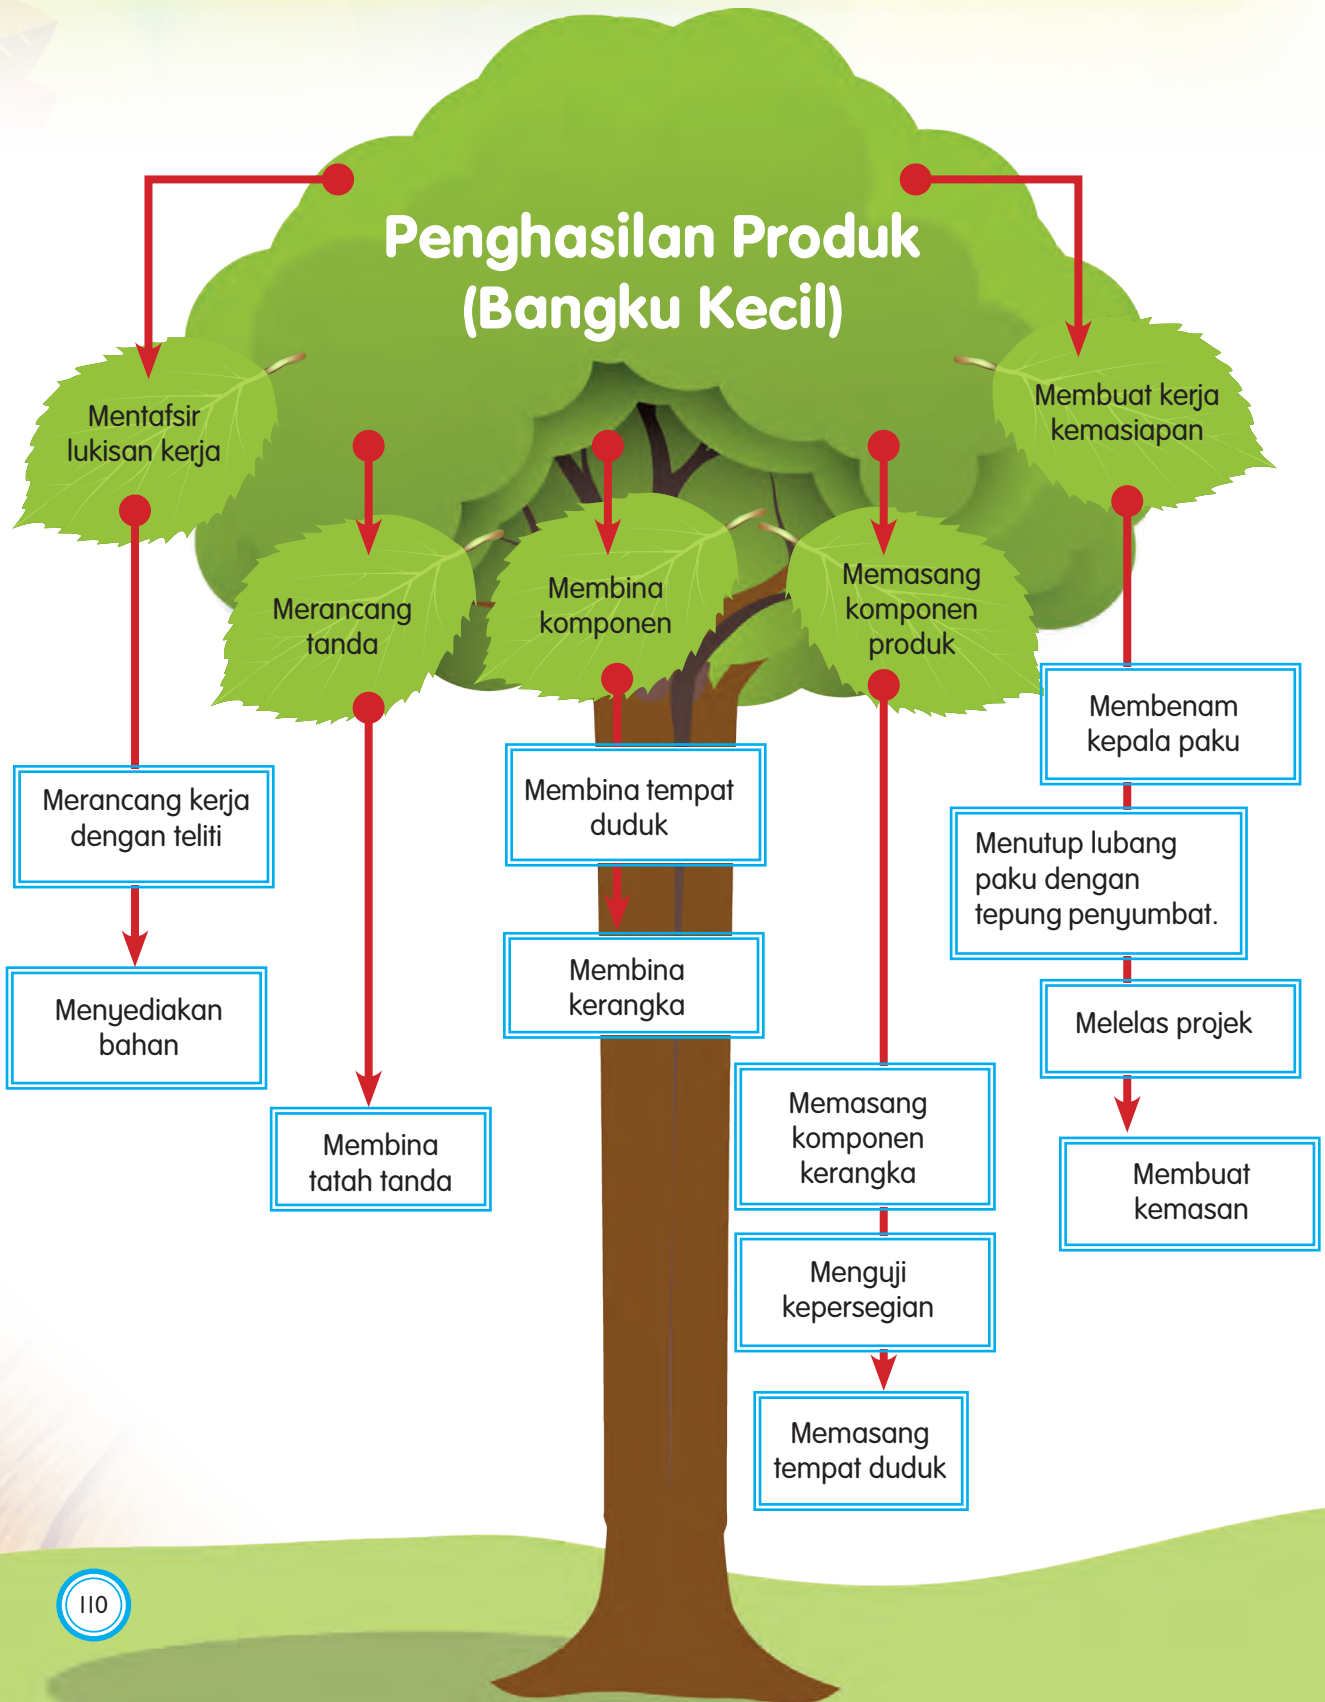 Penghasilan Produk
(Bangku Kecil)
Mentafsir
lukisan kerja
Merancang kerja
dengan teliti
Menyediakan
bahan
Merancang
tanda
Membina
tatah tanda
Membina
komponen
Membina tempat
duduk
Membina
kerangka
Memasang
komponen
produk
Memasang
komponen
kerangka
Menguji
kepersegian
Memasang
tempat duduk
Membuat kerja
kemasiapan
Membenam
kepala paku
Menutup lubang
paku dengan
tepung penyumbat.
Melelas projek
Membuat
kemasan
110